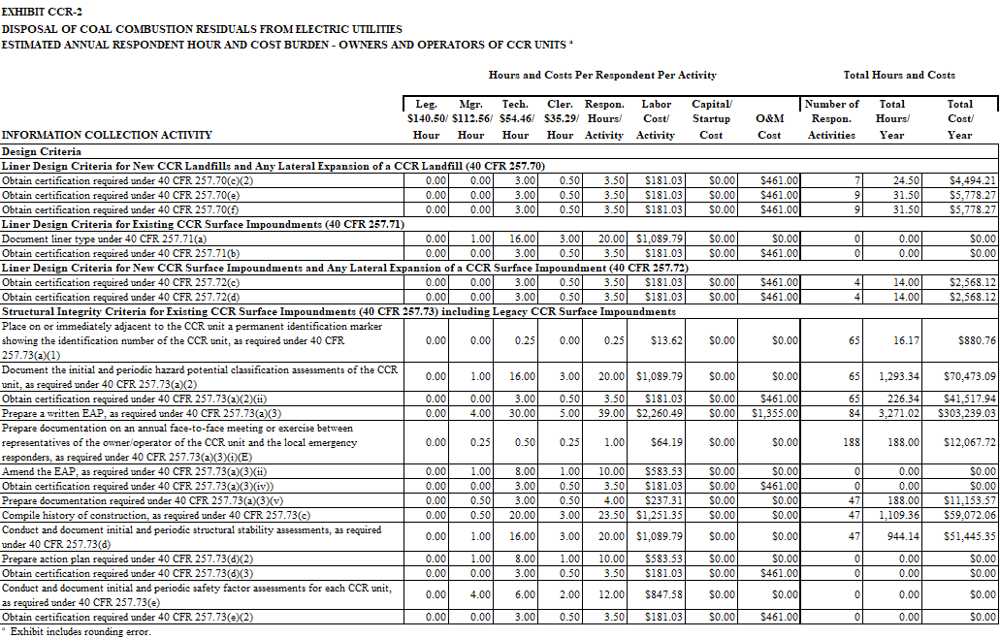 EXHIBIT CCR-2
DISPOSAL OF COAL COMBUSTION RESIDUALS FROM ELECTRIC UTILITIES
ESTIMATED ANNUAL RESPONDENT HOUR AND COST BURDEN - OWNERS AND OPERATORS OF CCR UNITS ª
Hours and Costs Per Respondent Per Activity Total Hours and Costs
Leg. Mgr. Tech. Cler. Respon. Labor Capital/ Number of Total Total
$140.50/ $112.56/ $54.46/ $35.29/ Hours/ Cost/ Startup O&M Respon. Hours/ Cost/
INFORMATION COLLECTION ACTIVITY Hour Hour Hour Hour Activity Activity Cost Cost Activities Year Year
Design Criteria
Liner Design Criteria for New CCR Landfills and Any Lateral Expansion of a CCR Landfill (40 CFR 257.70)
Obtain certification required under 40 CFR 257.70(c)(2) 0.00 0.00 3.00 0.50 3.50 $181.03 $0.00 $461.00 7 24.50 $4,494.21
Obtain certification required under 40 CFR 257.70(e) 0.00 0.00 3.00 0.50 3.50 $181.03 $0.00 $461.00 9 31.50 $5,778.27
Obtain certification required under 40 CFR 257.70(f) 0.00 0.00 3.00 0.50 3.50 $181.03 $0.00 $461.00 9 31.50 $5,778.27
Liner Design Criteria for Existing CCR Surface Impoundments (40 CFR 257.71)
Document liner type under 40 CFR 257.71(a) 0.00 1.00 16.00 3.00 20.00 $1,089.79 $0.00 $0.00 0 0.00 $0.00
Obtain certification required under 40 CFR 257.71(b) 0.00 0.00 3.00 0.50 3.50 $181.03 $0.00 $461.00 0 0.00 $0.00
Liner Design Criteria for New CCR Surface Impoundments and Any Lateral Expansion of a CCR Surface Impoundment (40 CFR 257.72)
Obtain certification required under 40 CFR 257.72(c) 0.00 0.00 3.00 0.50 3.50 $181.03 $0.00 $461.00 4 14.00 $2,568.12
Obtain certification required under 40 CFR 257.72(d) 0.00 0.00 3.00 0.50 3.50 $181.03 $0.00 $461.00 4 14.00 $2,568.12
Structural Integrity Criteria for Existing CCR Surface Impoundments (40 CFR 257.73) including Legacy CCR Surface Impoundments
Place on or immediately adjacent to the CCR unit a permanent identification marker
showing the identification number of the CCR unit, as required under 40 CFR 0.00 0.00 0.25 0.00 0.25 $13.62 $0.00 $0.00 65 16.17 $880.76
257.73(a)(1)
Document the initial and periodic hazard potential classification assessments of the CCR
unit, as required under 40 CFR 257.73(a)(2) 0.00 1.00 16.00 3.00 20.00 $1,089.79 $0.00 $0.00 65 1,293.34 $70,473.09
Obtain certification required under 40 CFR 257.73(a)(2)(ii) 0.00 0.00 3.00 0.50 3.50 $181.03 $0.00 $461.00 65 226.34 $41,517.94
Prepare a written EAP, as required under 40 CFR 257.73(a)(3) 0.00 4.00 30.00 5.00 39.00 $2,260.49 $0.00 $1,355.00 84 3,271.02 $303,239.03
Prepare documentation on an annual face-to-face meeting or exercise between
representatives of the owner/operator of the CCR unit and the local emergency 0.00 0.25 0.50 0.25 1.00 $64.19 $0.00 $0.00 188 188.00 $12,067.72
responders, as required under 40 CFR 257.73(a)(3)(i)(E)
Amend the EAP, as required under 40 CFR 257.73(a)(3)(ii) 0.00 1.00 8.00 1.00 10.00 $583.53 $0.00 $0.00 0 0.00 $0.00
Obtain certification required under 40 CFR 257.73(a)(3)(iv)) 0.00 0.00 3.00 0.50 3.50 $181.03 $0.00 $461.00 0 0.00 $0.00
Prepare documentation required under 40 CFR 257.73(a)(3)(v) 0.00 0.50 3.00 0.50 4.00 $237.31 $0.00 $0.00 47 188.00 $11,153.57
Compile history of construction, as required under 40 CFR 257.73(c) 0.00 0.50 20.00 3.00 23.50 $1,251.35 $0.00 $0.00 47 1,109.36 $59,072.06
Conduct and document initial and periodic structural stability assessments, as required
under 40 CFR 257.73(d) 0.00 1.00 16.00 3.00 20.00 $1,089.79 $0.00 $0.00 47 944.14 $51,445.35
Prepare action plan required under 40 CFR 257.73(d)(2) 0.00 1.00 8.00 1.00 10.00 $583.53 $0.00 $0.00 0 0.00 $0.00
Obtain certification required under 40 CFR 257.73(d)(3) 0.00 0.00 3.00 0.50 3.50 $181.03 $0.00 $461.00 0 0.00 $0.00
Conduct and document initial and periodic safety factor assessments for each CCR unit,
as required under 40 CFR 257.73(e) 0.00 4.00 6.00 2.00 12.00 $847.58 $0.00 $0.00 0 0.00 $0.00
Obtain certification required under 40 CFR 257.73(e)(2) 0.00 0.00 3.00 0.50 3.50 $181.03 $0.00 $461.00 0 0.00 $0.00
ª Exhibit includes rounding error.